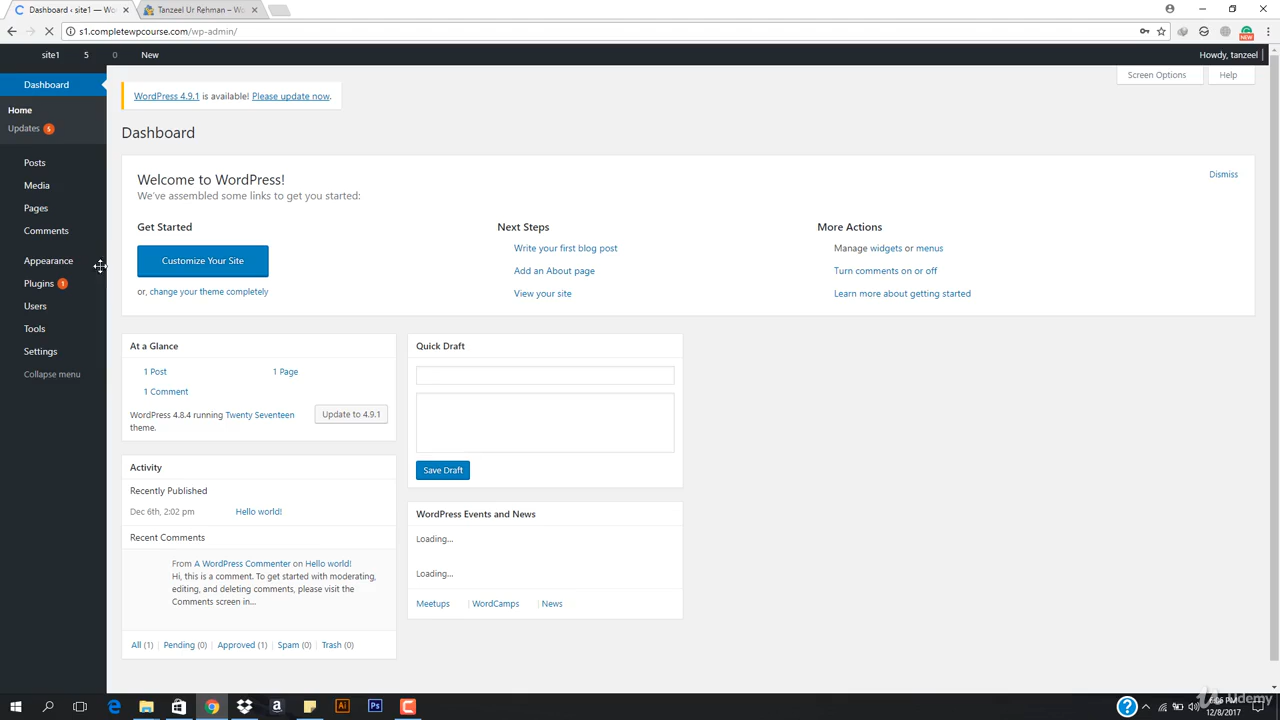 Dashboard ‹ site1 — Wo
Tanzeel Ur Rehman – W
s1.completewpcourse.com/wp-admin/
NEW
site1 5 0 New
Howdy, tanzeel
Dashboard
Home
Updates 5
Posts
Media
Pages
Comments
Appearance
Plugins 1
Users
Tools
Settings
Collapse menu
Screen Options
Help
WordPress 4.9.1 is available! Please update now.
Dashboard
Welcome to WordPress!
Dismiss
We've assembled some links to get you started:
Get Started
Customize Your Site
or, change your theme completely
Next Steps
Write your first blog post
Add an About page
View your site
More Actions
Manage widgets or menus
Turn comments on or off
Learn more about getting started
At a Glance
1 Post
1 Page
1 Comment
WordPress 4.8.4 running Twenty Seventeen
theme.
Update to 4.9.1
Activity
Recently Published
Dec 6th, 2:02 pm Hello world!
Recent Comments
From A WordPress Commenter on Hello world!
Hi, this is a comment. To get started with moderating,
editing, and deleting comments, please visit the
Comments screen in...
All (1) | Pending (0) | Approved (1) | Spam (0) | Trash (0)
Quick Draft
Save Draft
WordPress Events and News
Loading...
Loading...
Meetups | WordCamps | News
Ai
Ps
PM
12/8/2017
Udemy